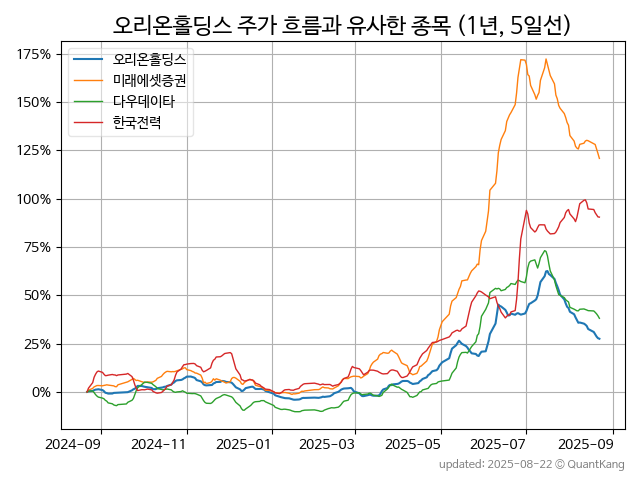 오리온홀딩스 주가 흐름과 유사한 종목 (1년, 5일선)
175%
150%
125%
100%
75%
50%
25%
0%
오리온홀딩스
미래에셋증권
다우데이타
한국전력
2024-09 2024-11 2025-01 2025-03 2025-05 2025-07 2025-09
updated: 2025-08-22 © QuantKang